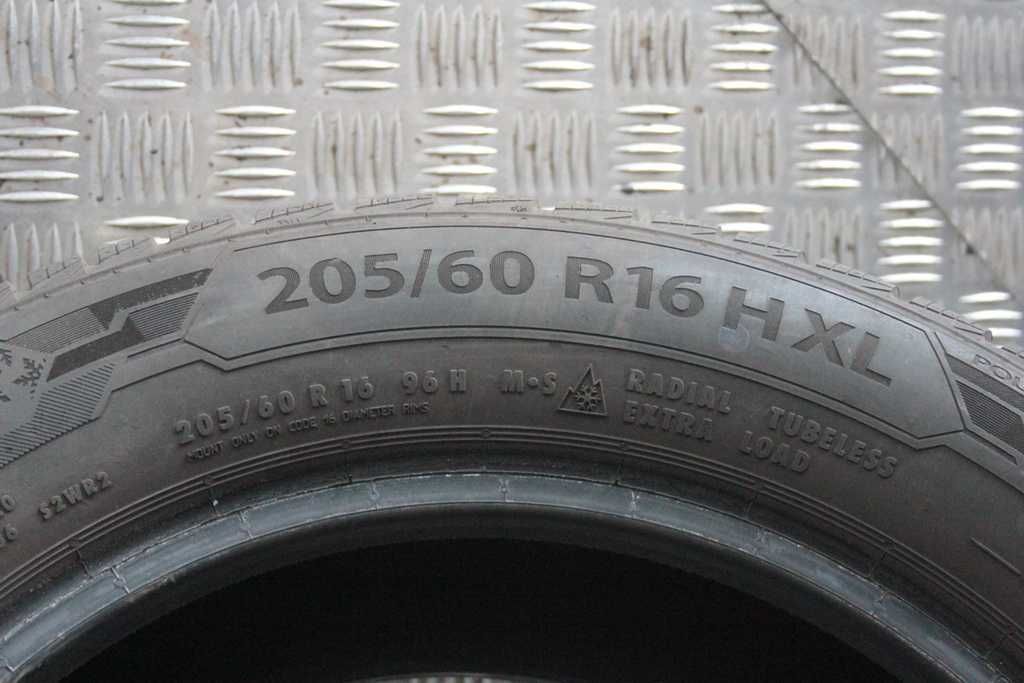 205/60 R16 H XL
205/60 R 16 96 H M•S RADIAL TUBELESS
MOUNT ONLY ON CODE 16 DIAMETER RIMS EXTRA LOAD
S2WR2